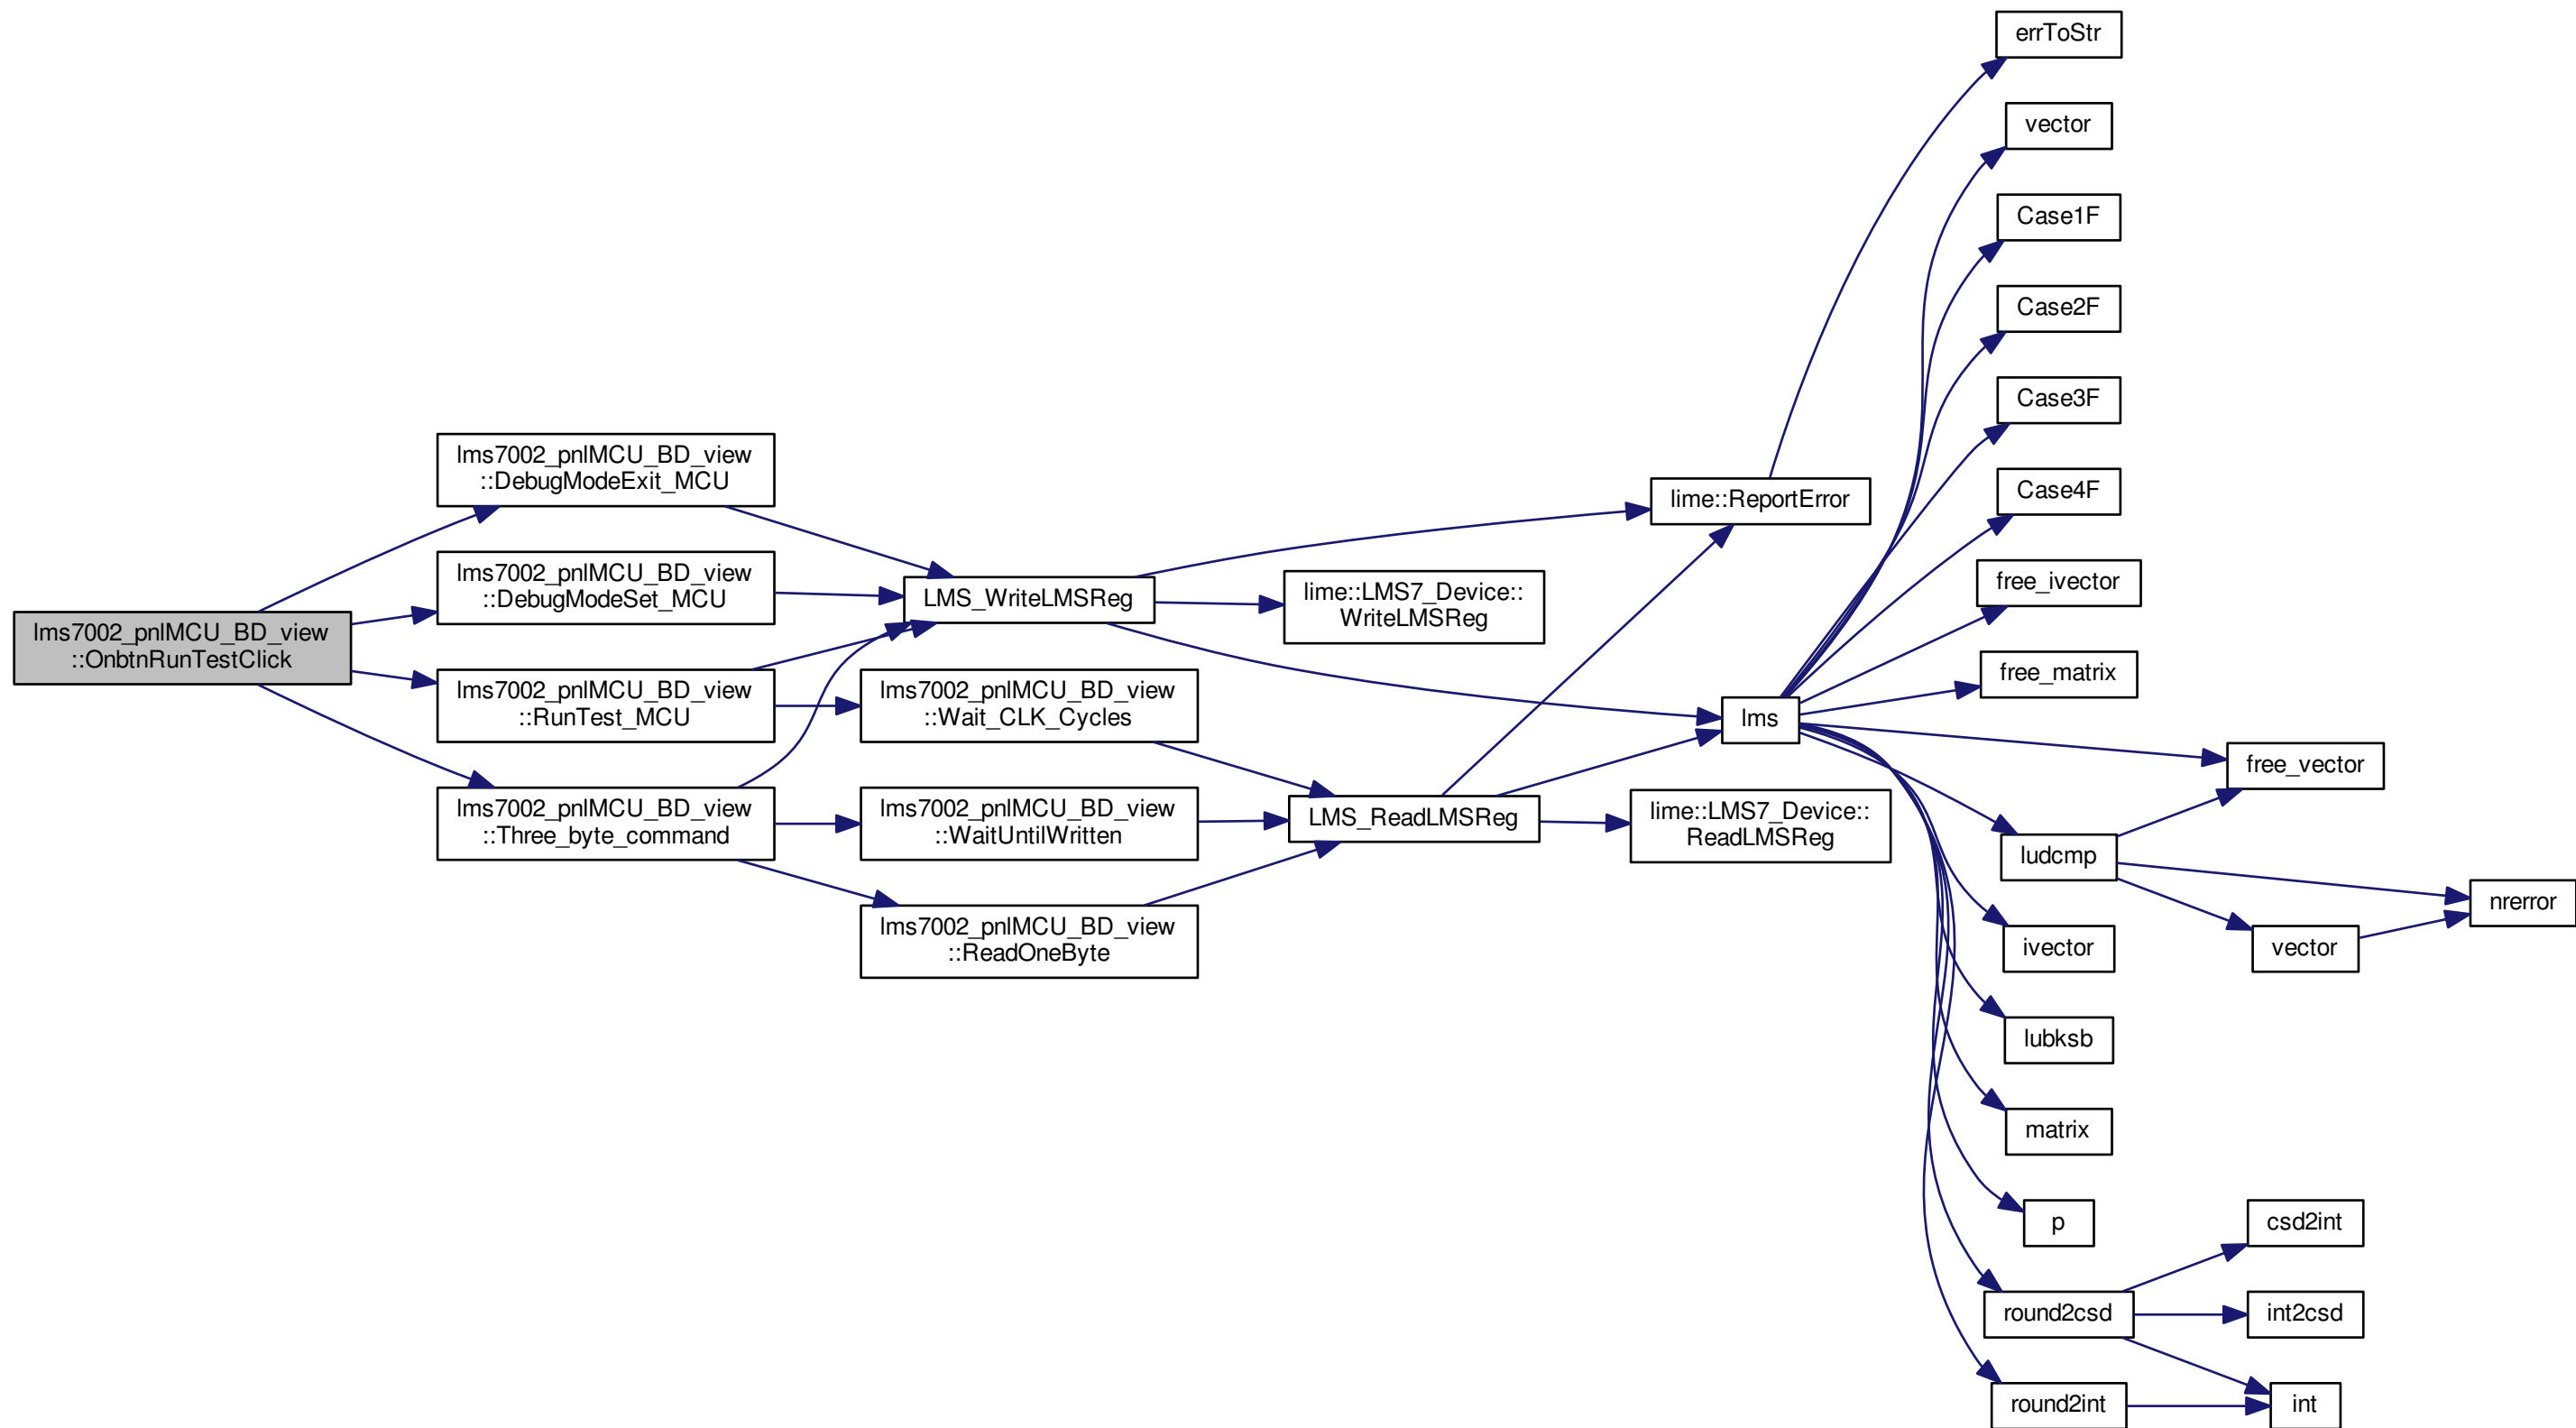 lms7002_pnlMCU_BD_view
::OnbtnRunTestClick
lms7002_pnlMCU_BD_view
::DebugModeExit_MCU
lms7002_pnlMCU_BD_view
::DebugModeSet_MCU
lms7002_pnlMCU_BD_view
::RunTest_MCU
lms7002_pnlMCU_BD_view
::Three_byte_command
LMS_WriteLMSReg
lms7002_pnlMCU_BD_view
::Wait_CLK_Cycles
lms7002_pnlMCU_BD_view
::WaitUntilWritten
lms7002_pnlMCU_BD_view
::ReadOneByte
lime::LMS7_Device::
WriteLMSReg
LMS_ReadLMSReg
lime::ReportError
lms
lime::LMS7_Device::
ReadLMSReg
errToStr
vector
Case1F
Case2F
Case3F
Case4F
free_ivector
free_matrix
free_vector
ludcmp
nrerror
ivector
vector
lubksb
matrix
p
csd2int
round2csd
int2csd
round2int
int